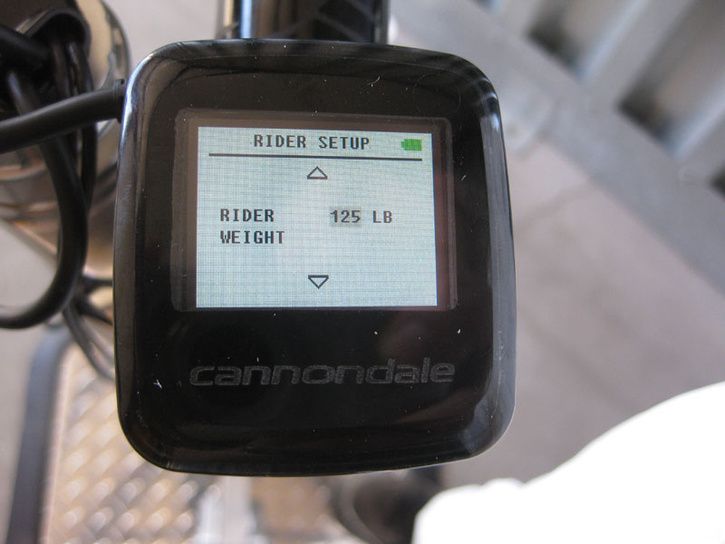 RIDER SETUP
RIDER 125 LB
WEIGHT
cannondale